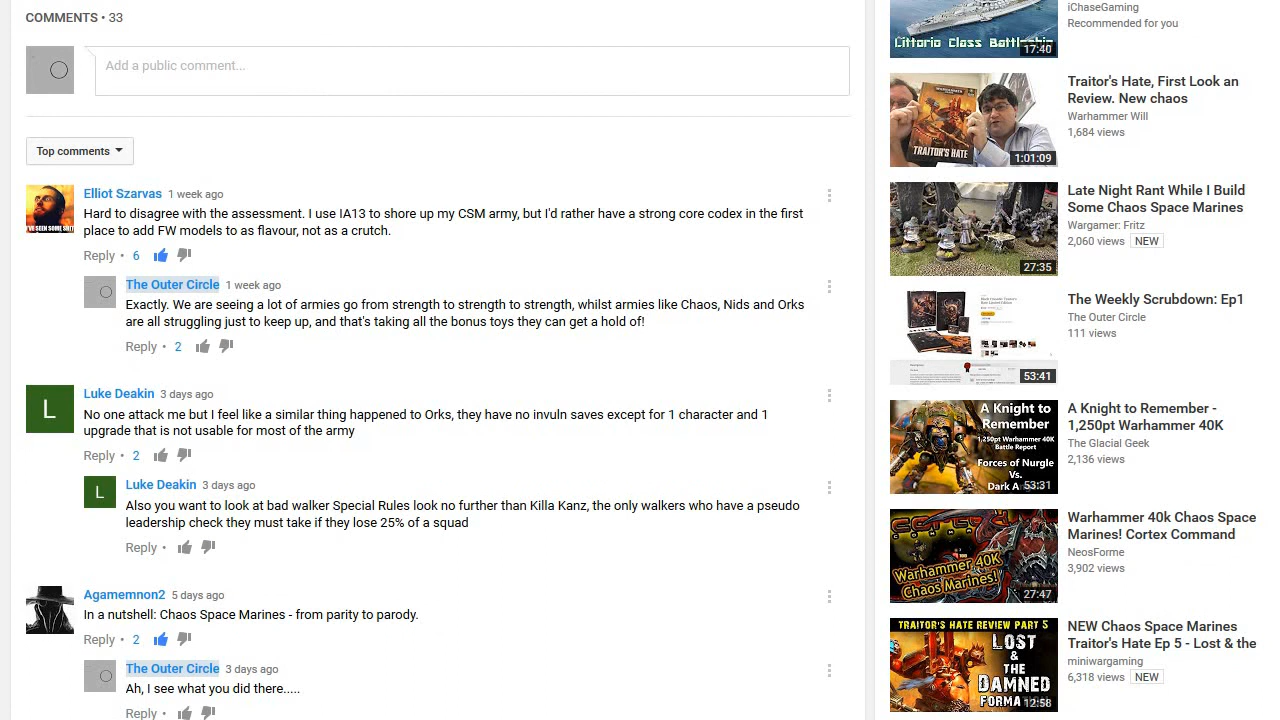 COMMENTS • 33
Add a public comment...
Top comments
Elliot Szarvas 1 week ago
Hard to disagree with the assessment. I use IA13 to shore up my CSM army, but I'd rather have a strong core codex in the first
place to add FW models to as flavour, not as a crutch.
Reply • 6
The Outer Circle 1 week ago
Exactly. We are seeing a lot of armies go from strength to strength to strength, whilst armies like Chaos, Nids and Orks
are all struggling just to keep up, and that's taking all the bonus toys they can get a hold of!
Reply • 2
L
Luke Deakin 3 days ago
No one attack me but I feel like a similar thing happened to Orks, they have no invuln saves except for 1 character and 1
upgrade that is not usable for most of the army
Reply • 2
L
Luke Deakin 3 days ago
Also you want to look at bad walker Special Rules look no further than Killa Kanz, the only walkers who have a pseudo
leadership check they must take if they lose 25% of a squad
Reply •
Agamemnon2 5 days ago
In a nutshell: Chaos Space Marines - from parity to parody.
Reply • 2
The Outer Circle 3 days ago
Ah, I see what you did there.....
Reply •
Littorio Class Battleship
17:40
iChaseGaming
Recommended for you
TRAITOR'S HATE
1:01:09
Traitor's Hate, First Look an
Review. New chaos
Warhammer Will
1,684 views
27:35
Late Night Rant While I Build
Some Chaos Space Marines
Wargamer: Fritz
2,060 views NEW
53:41
The Weekly Scrubdown: Ep1
The Outer Circle
111 views
A Knight to
Remember
1,250pt Warhammer 40K
Battle Report
Forces of Nurgle
Vs.
Dark A
53:31
A Knight to Remember -
1,250pt Warhammer 40K
The Glacial Geek
2,136 views
Warhammer 40K
Chaos Marines!
27:47
Warhammer 40k Chaos Space
Marines! Cortex Command
NeosForme
3,902 views
TRAITOR'S HATE REVIEW PART 5
LOST
&
THE
DAMNED
FORMATION
12:58
NEW Chaos Space Marines
Traitor's Hate Ep 5 - Lost & the
miniwargaming
6,318 views NEW